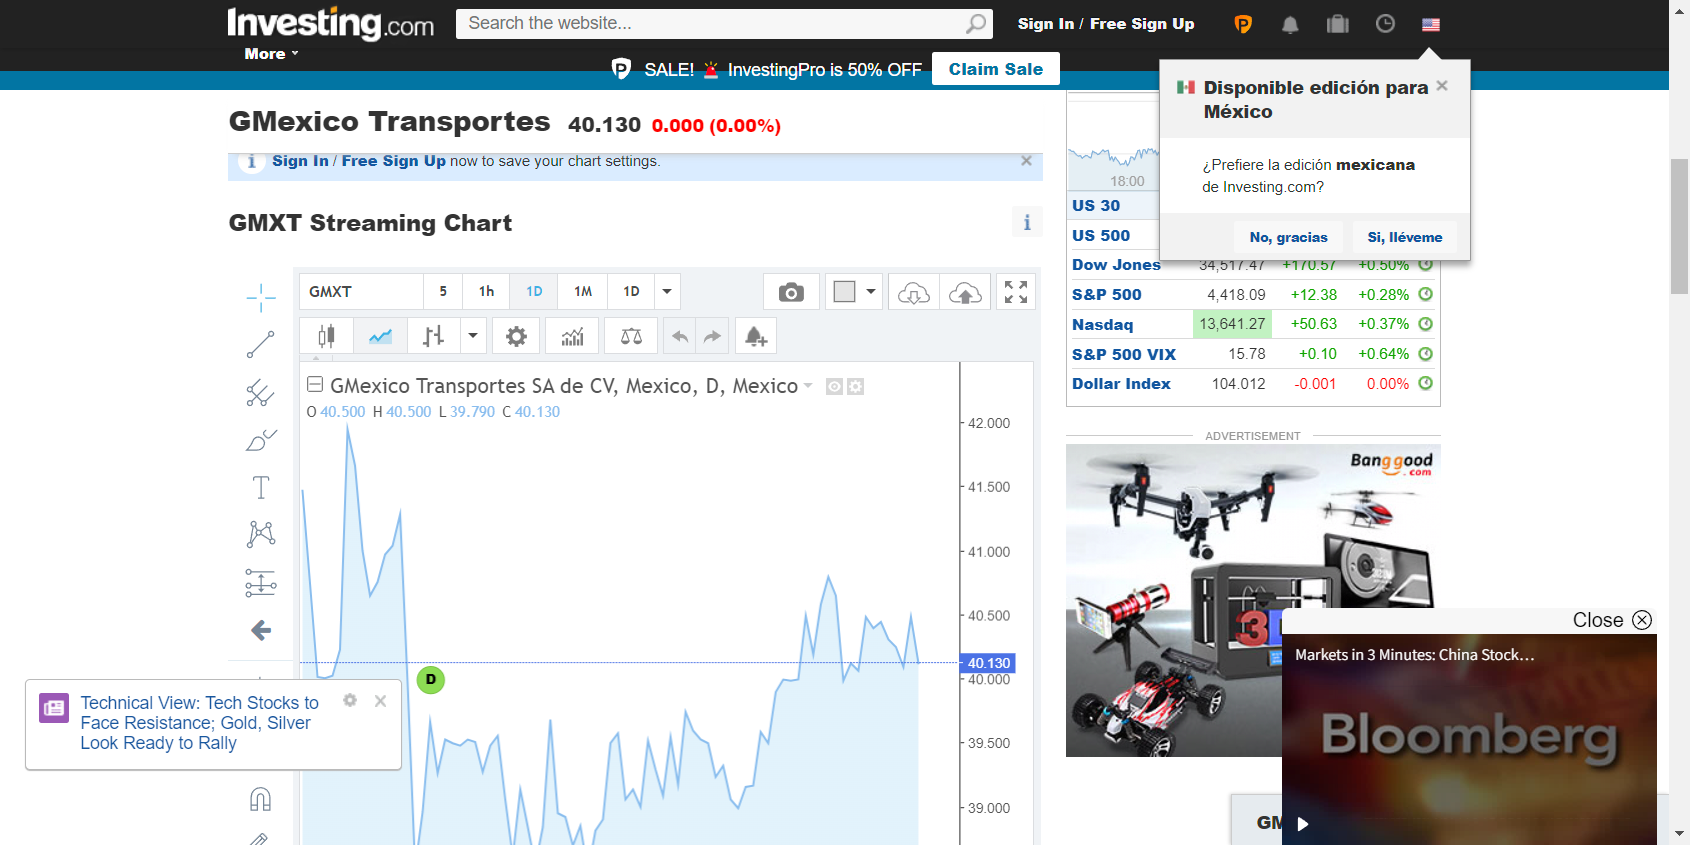 Investing.com
Search the website...
Sign In / Free Sign Up
More
SALE! InvestingPro is 50% OFF
Claim Sale
Disponible edición para
México
¿Prefiere la edición mexicana
de Investing.com?
No, gracias
Si, lléveme
GMexico Transportes 40.130 0.000 (0.00%)
Sign In / Free Sign Up now to save your chart settings.
GMXT Streaming Chart
GMXT 5 1h 1D 1M 1D
GMexico Transportes SA de CV, Mexico, D, Mexico
O 40.500 H 40.500 L 39.790 C 40.130
42.000
41.500
41.000
40.500
40.130
40.000
39.500
39.000
D
T
Technical View: Tech Stocks to
Face Resistance; Gold, Silver
Look Ready to Rally
18:00
US 30
US 500
Dow Jones 34,517.47 +170.57 +0.50%
S&P 500 4,418.09 +12.38 +0.28%
Nasdaq 13,641.27 +50.63 +0.37%
S&P 500 VIX 15.78 +0.10 +0.64%
Dollar Index 104.012 -0.001 0.00%
ADVERTISEMENT
Banggood
.com
Close
Markets in 3 Minutes: China Stock...
Bloomberg